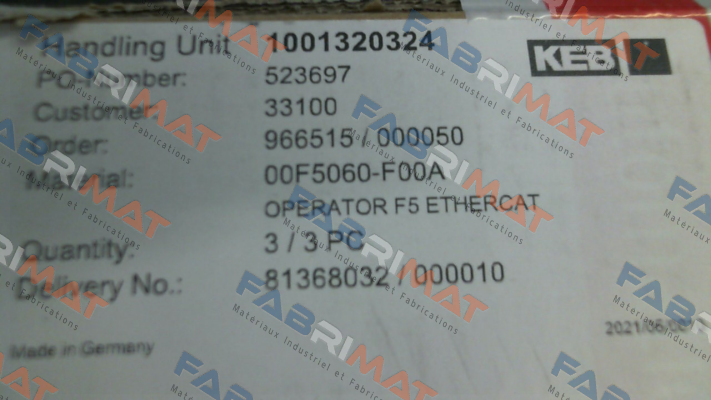 Handling Unit 1001320324
KEB
PO-Number: 523697
Customer: 33100
Order: 966515 / 000050
Material: 00F5060-F00A
OPERATOR F5 ETHERCAT
Quantity: 3 / 3 PC
Delivery No.: 81368032 / 000010
Made in Germany
FABRIMAT
Matériaux Industriel et Fabrications